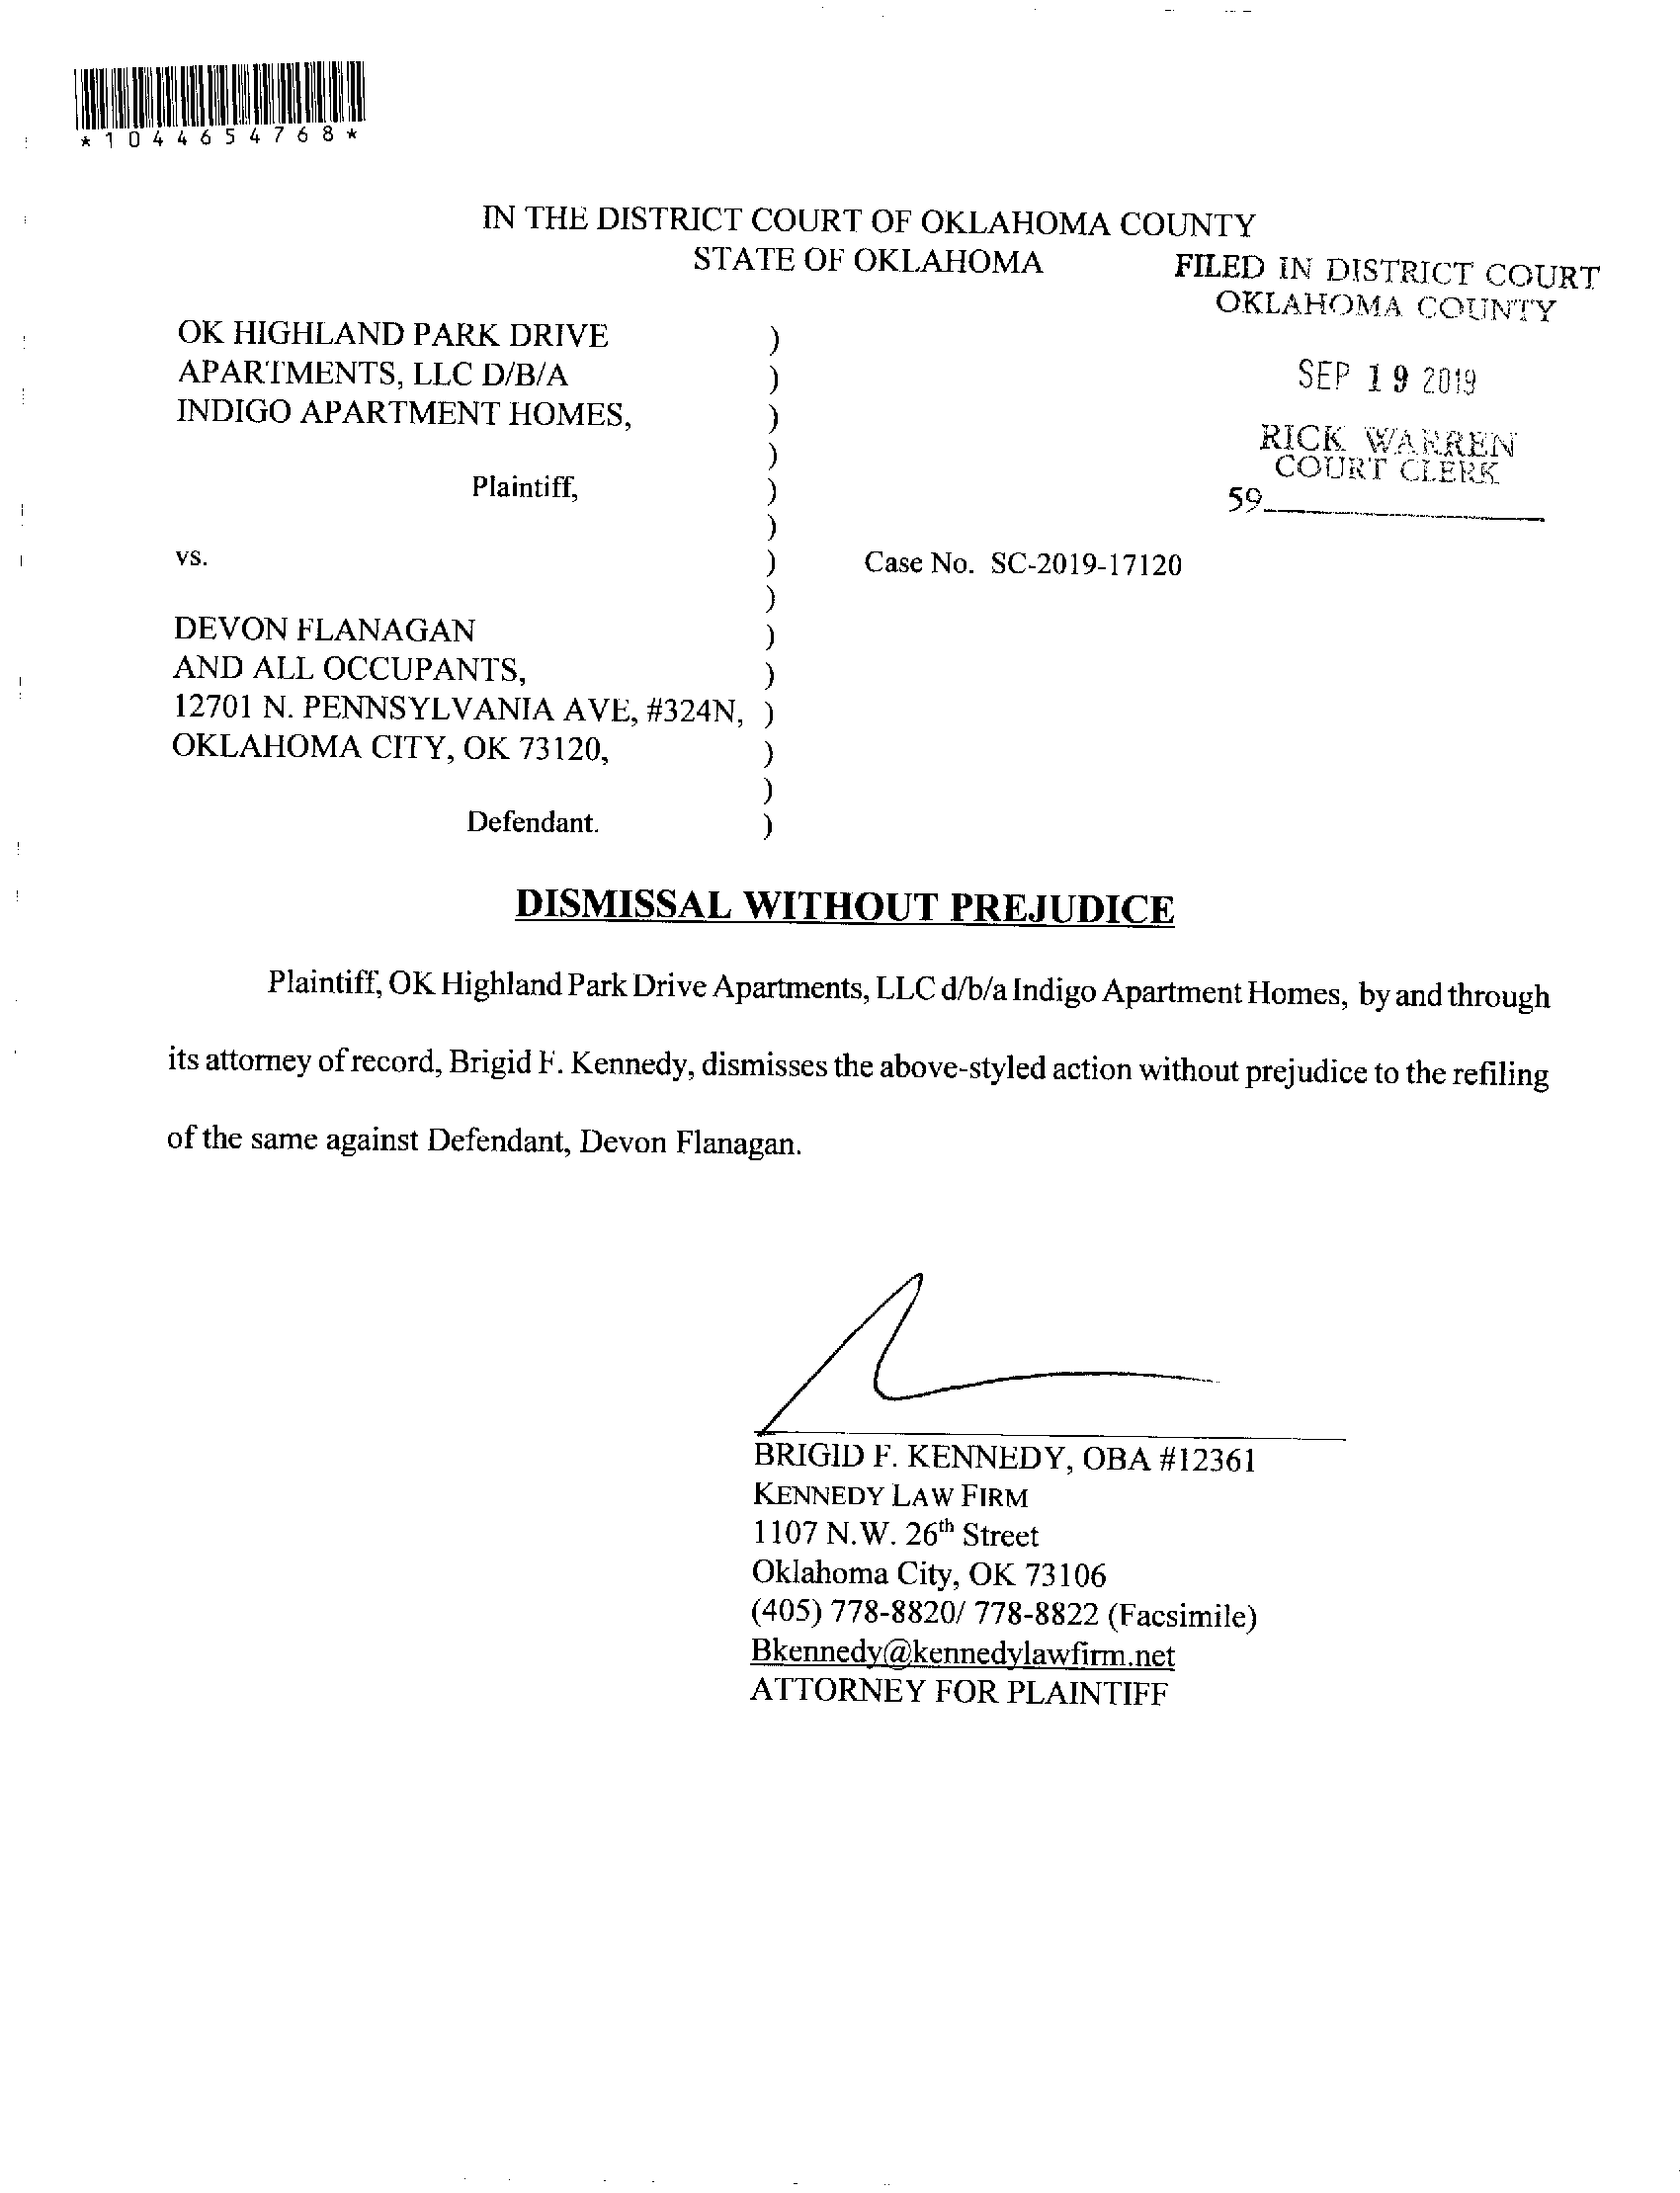 *1044654768*
IN THE DISTRICT COURT OF OKLAHOMA COUNTY
STATE OF OKLAHOMA
FILED IN DISTRICT COURT
OKLAHOMA COUNTY
SEP 19 2019
RICK WARREN
COURT CLERK
59
OK HIGHLAND PARK DRIVE )
APARTMENTS, LLC D/B/A )
INDIGO APARTMENT HOMES, )
)
Plaintiff, )
)
vs. ) Case No. SC-2019-17120
)
DEVON FLANAGAN )
AND ALL OCCUPANTS, )
12701 N. PENNSYLVANIA AVE, #324N, )
OKLAHOMA CITY, OK 73120, )
)
Defendant. )
DISMISSAL WITHOUT PREJUDICE
Plaintiff, OK Highland Park Drive Apartments, LLC d/b/a Indigo Apartment Homes, by and through
its attorney of record, Brigid F. Kennedy, dismisses the above-styled action without prejudice to the refiling
of the same against Defendant, Devon Flanagan.
BRIGID F. KENNEDY, OBA #12361
KENNEDY LAW FIRM
1107 N.W. 26th Street
Oklahoma City, OK 73106
(405) 778-8820/ 778-8822 (Facsimile)
Bkennedy@kennedylawfirm.net
ATTORNEY FOR PLAINTIFF